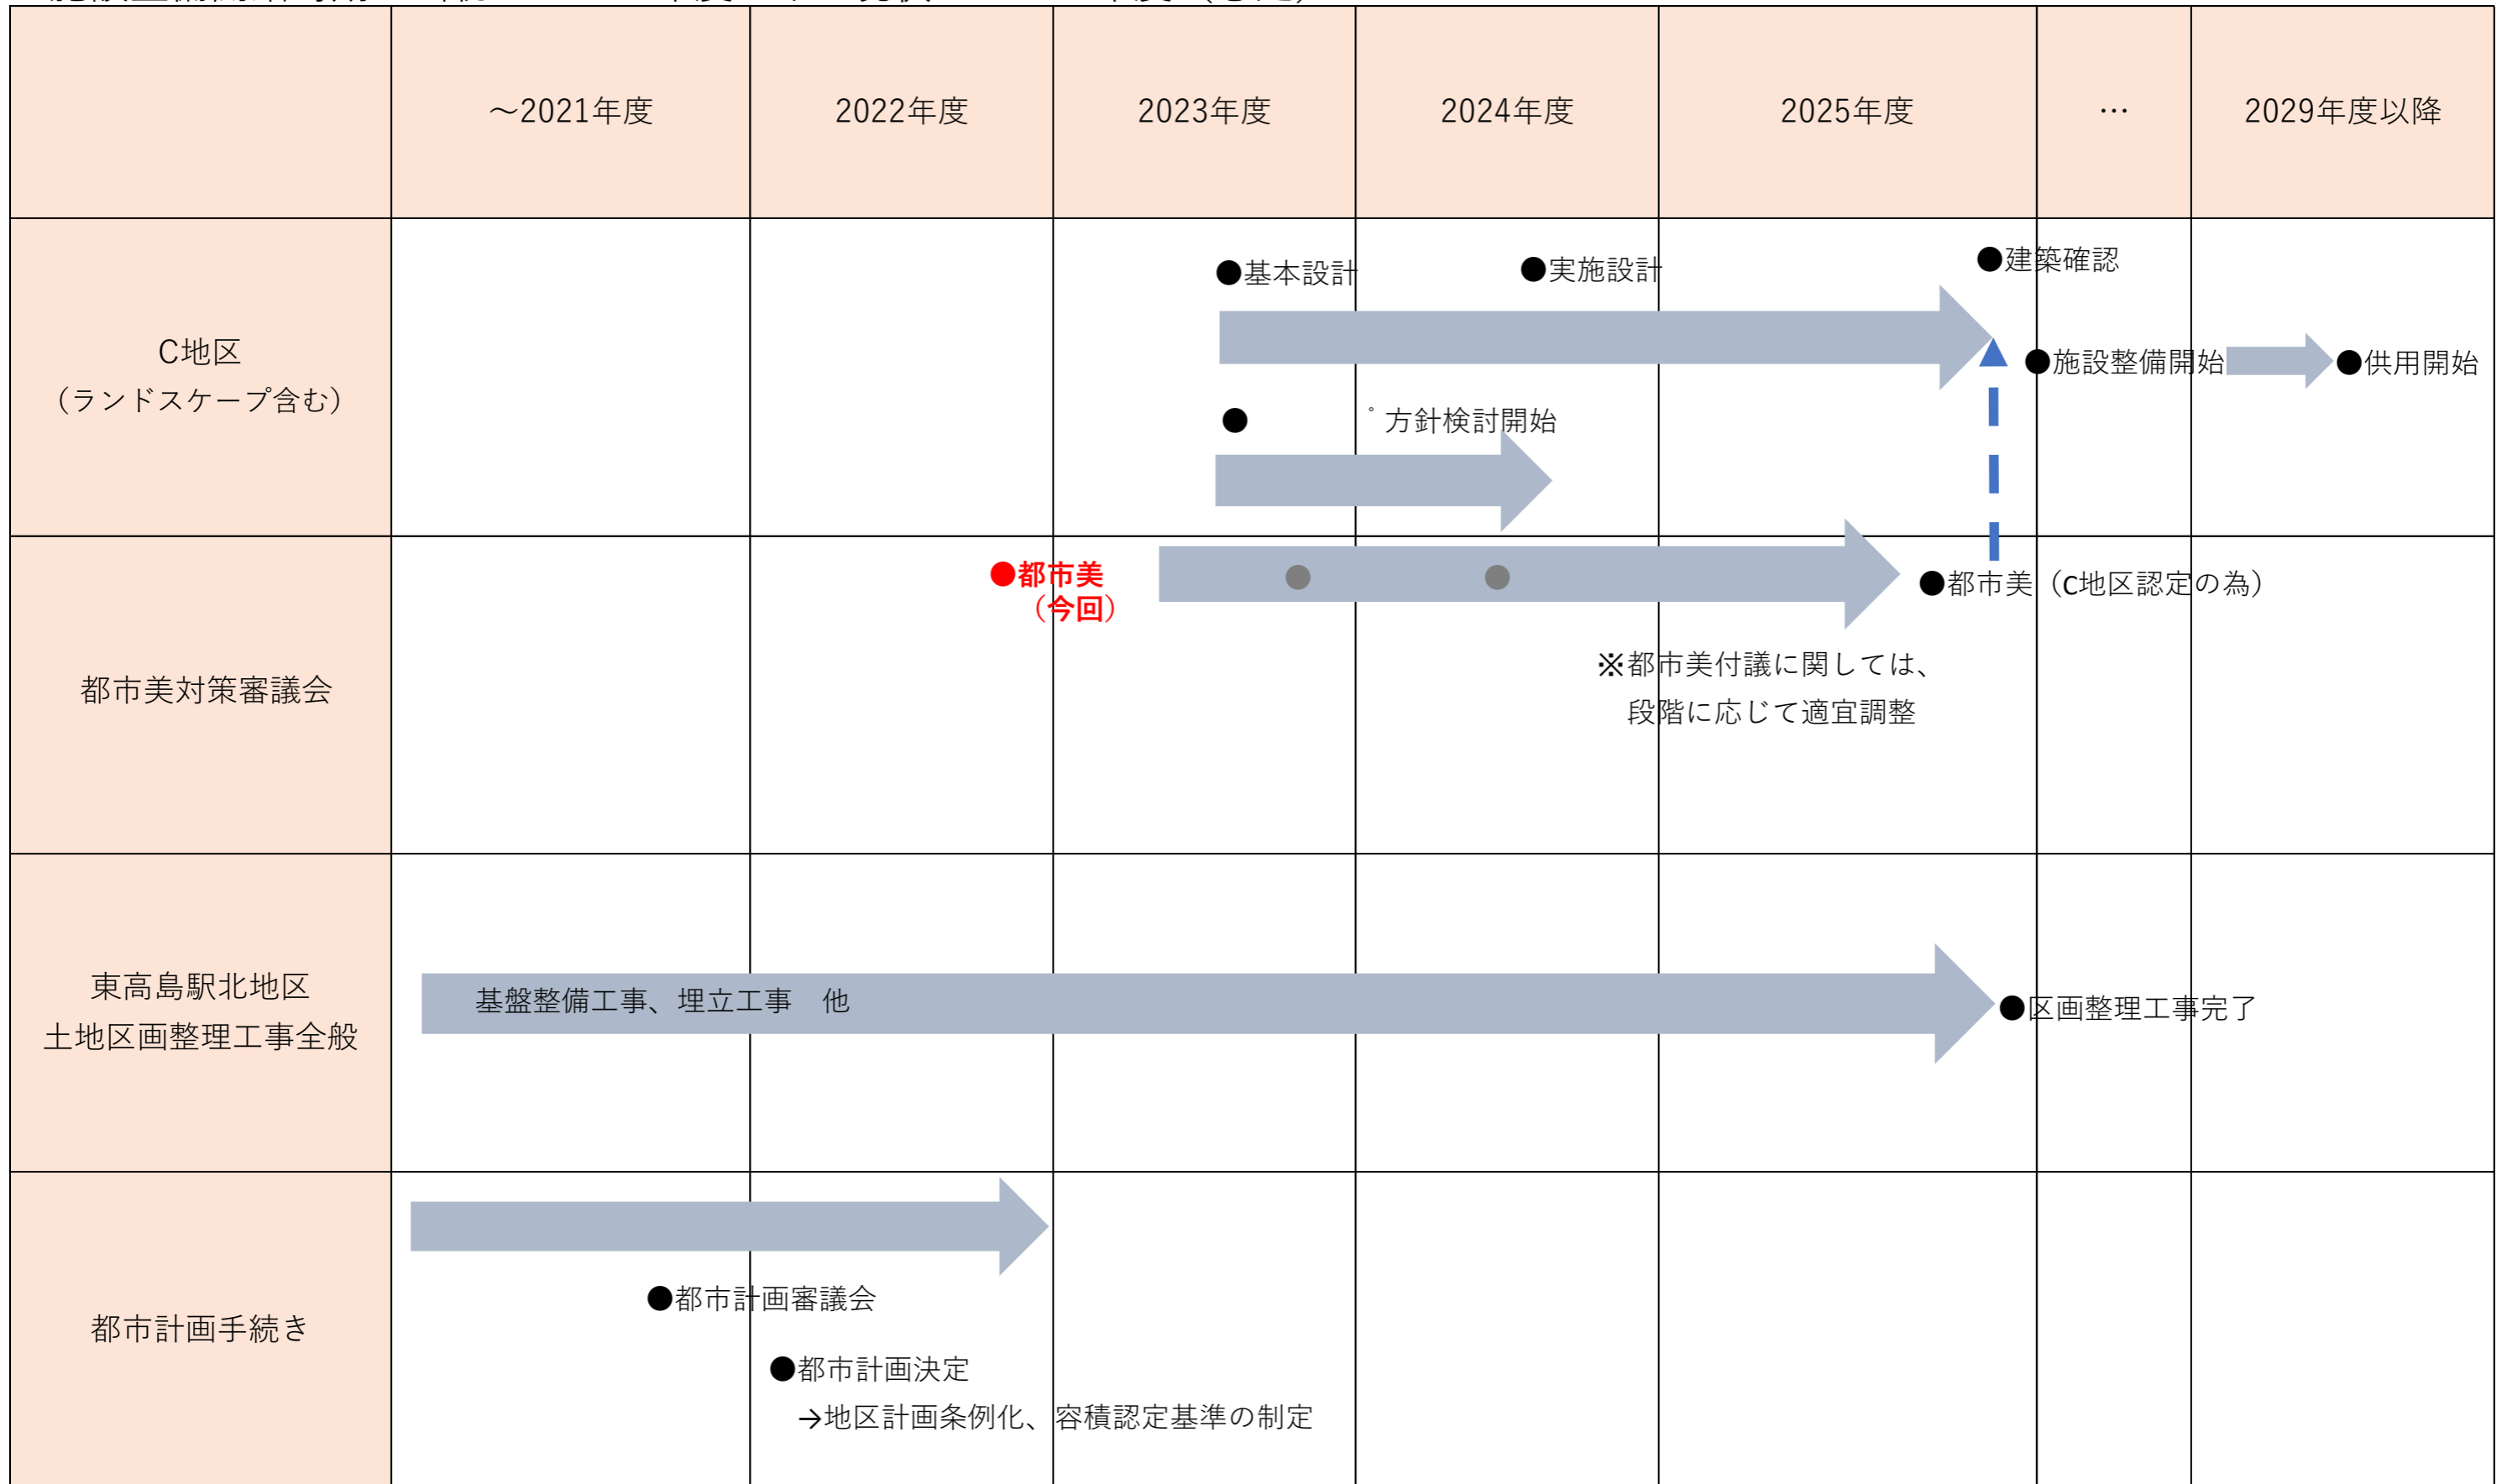 ～2021年度
2022年度
2023年度
2024年度
2025年度
…
2029年度以降
C地区
（ランドスケープ含む）
●基本設計
●実施設計
●建築確認
●施設整備開始
●供用開始
●　　　　゜方針検討開始
都市美対策審議会
●都市美
（今回）
●都市美（C地区認定の為）
※都市美付議に関しては、
段階に応じて適宜調整
東高島駅北地区
土地区画整理工事全般
基盤整備工事、埋立工事　他
●区画整理工事完了
都市計画手続き
●都市計画審議会
●都市計画決定
→地区計画条例化、容積認定基準の制定